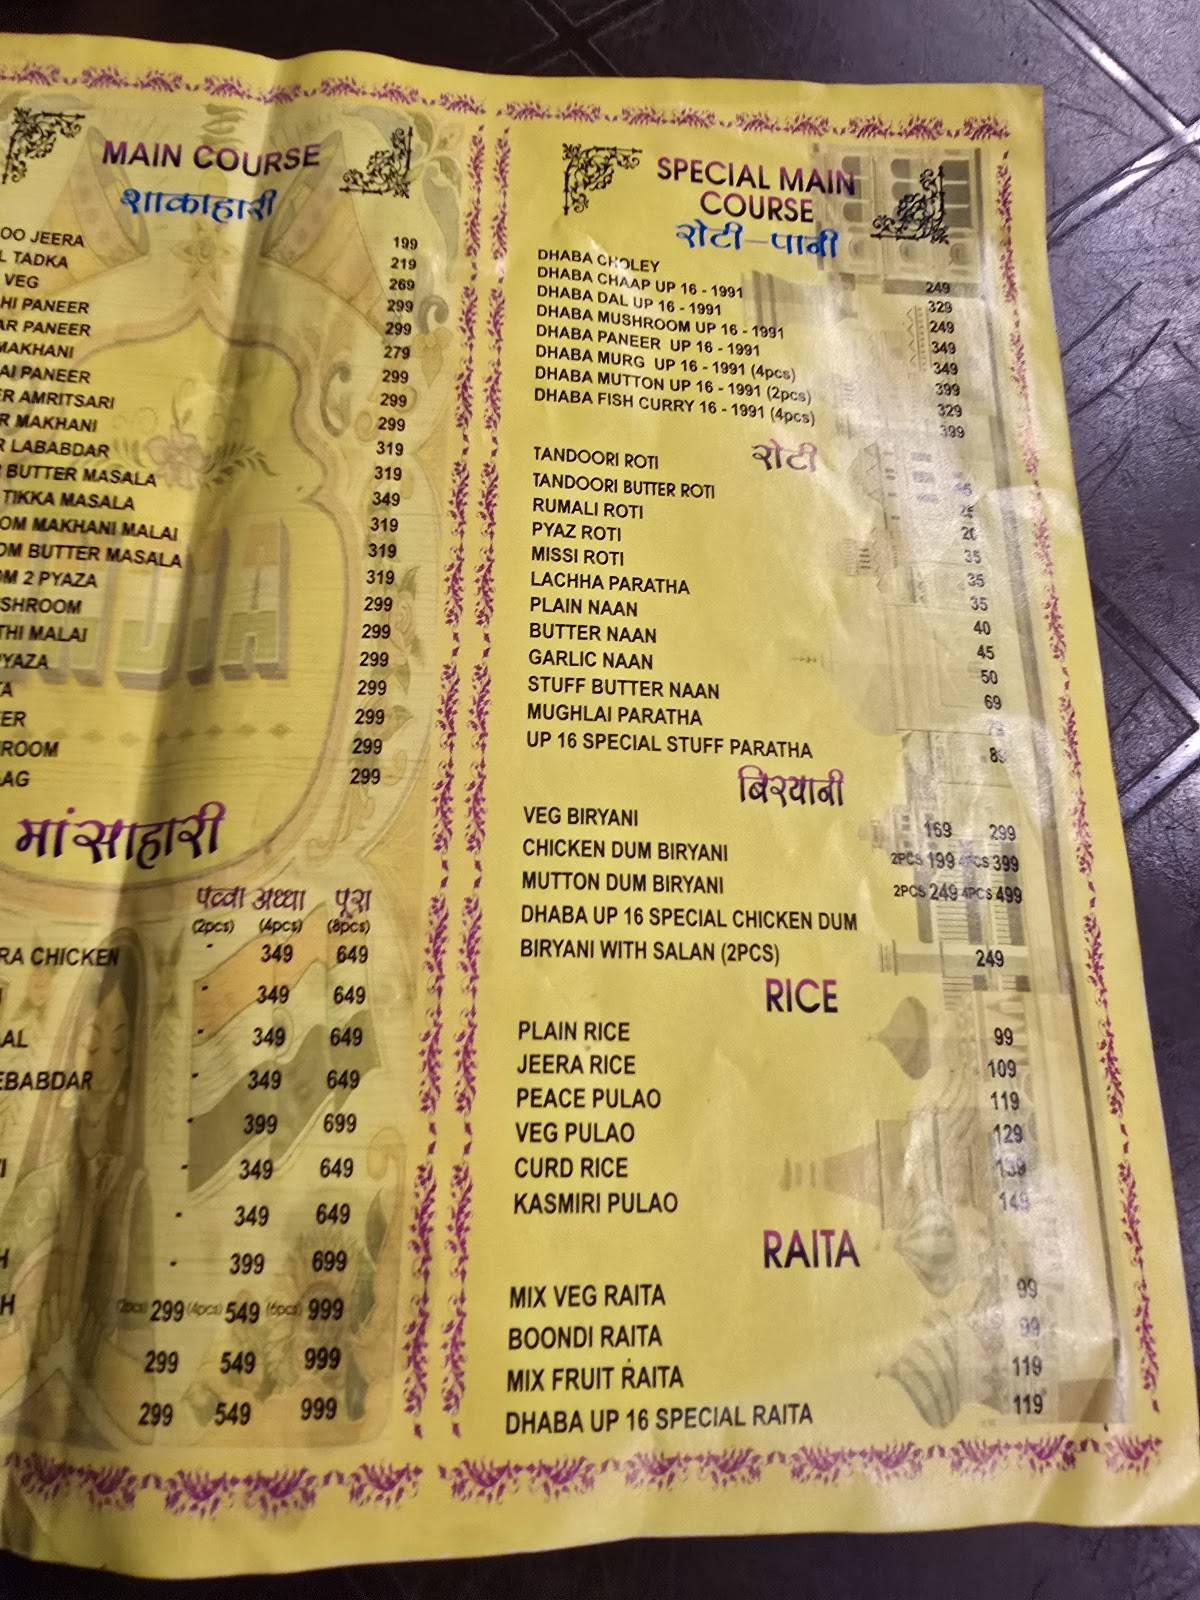 MAIN COURSE
शाकाहारी
OO JEERA 199
L TADKA 219
VEG 269
HI PANEER 299
AR PANEER 299
MAKHANI 279
AI PANEER 299
ER AMRITSARI 299
R MAKHANI 299
R LABABDAR 319
BUTTER MASALA 319
TIKKA MASALA 349
OM MAKHANI MALAI 319
OM BUTTER MASALA 319
OM 2 PYAZA 319
SHROOM 299
THI MALAI 299
YAZA 299
TA 299
EER 299
ROOM 299
AG 299
मांसाहारी
पव्वा अध्धा पूरा
(2pcs) (4pcs) (8pcs)
RA CHICKEN - 349 649
- 349 649
AL - 349 649
EBABDAR - 349 649
- 399 699
- 349 649
- 349 649
H - 399 699
H (2pcs) 299 (4pcs) 549 (6pcs) 999
299 549 999
299 549 999
SPECIAL MAIN
COURSE
रोटी-पानी
DHABA CHOLEY 249
DHABA CHAAP UP 16 - 1991 329
DHABA DAL UP 16 - 1991 249
DHABA MUSHROOM UP 16 - 1991 349
DHABA PANEER UP 16 - 1991 349
DHABA MURG UP 16 - 1991 (4pcs) 399
DHABA MUTTON UP 16 - 1991 (2pcs) 329
DHABA FISH CURRY 16 - 1991 (4pcs) 399
रोटी
TANDOORI ROTI
TANDOORI BUTTER ROTI
RUMALI ROTI
PYAZ ROTI 35
MISSI ROTI 35
LACHHA PARATHA 35
PLAIN NAAN 40
BUTTER NAAN 45
GARLIC NAAN 50
STUFF BUTTER NAAN 69
MUGHLAI PARATHA
UP 16 SPECIAL STUFF PARATHA
बिरयानी
VEG BIRYANI 169 299
CHICKEN DUM BIRYANI 2PCS 199 4PCS 399
MUTTON DUM BIRYANI 2PCS 249 4PCS 499
DHABA UP 16 SPECIAL CHICKEN DUM
BIRYANI WITH SALAN (2PCS) 249
RICE
PLAIN RICE 99
JEERA RICE 109
PEACE PULAO 119
VEG PULAO 129
CURD RICE 139
KASMIRI PULAO 149
RAITA
MIX VEG RAITA 99
BOONDI RAITA 99
MIX FRUIT RAITA 119
DHABA UP 16 SPECIAL RAITA 119